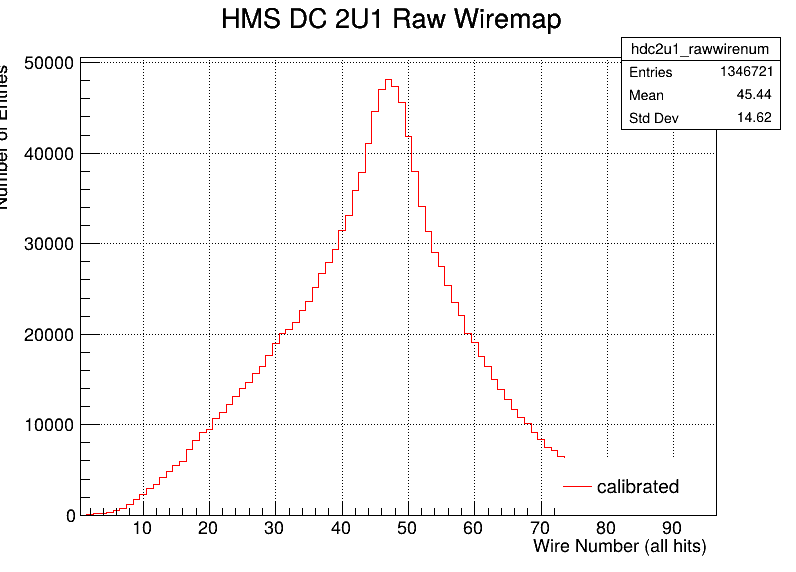 HMS DC 2U1 Raw Wiremap
hdc2u1_rawwirenum
Entries 1346721
Mean 45.44
Std Dev 14.62
Number of Entries
50000
40000
30000
20000
10000
0
calibrated
10 20 30 40 50 60 70 80 90
Wire Number (all hits)